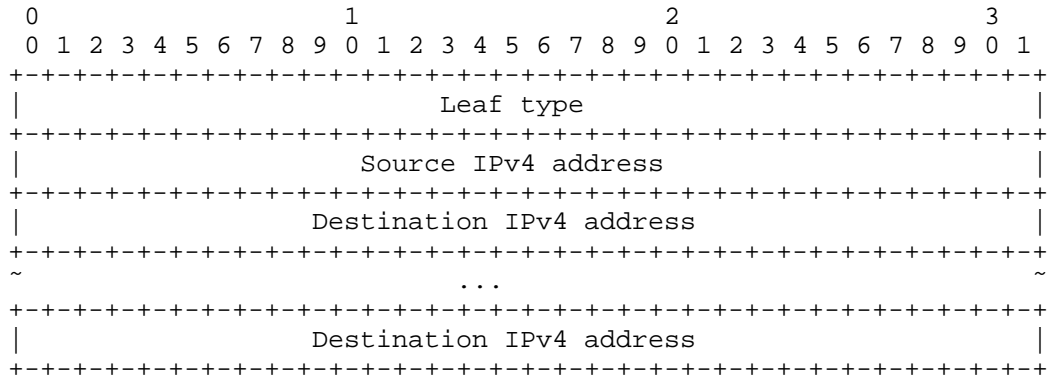 0                   1                   2                   3
 0 1 2 3 4 5 6 7 8 9 0 1 2 3 4 5 6 7 8 9 0 1 2 3 4 5 6 7 8 9 0 1
+-+-+-+-+-+-+-+-+-+-+-+-+-+-+-+-+-+-+-+-+-+-+-+-+-+-+-+-+-+-+-+-+
|                          Leaf type                            |
+-+-+-+-+-+-+-+-+-+-+-+-+-+-+-+-+-+-+-+-+-+-+-+-+-+-+-+-+-+-+-+-+
|                     Source IPv4 address                       |
+-+-+-+-+-+-+-+-+-+-+-+-+-+-+-+-+-+-+-+-+-+-+-+-+-+-+-+-+-+-+-+-+
|                  Destination IPv4 address                     |
+-+-+-+-+-+-+-+-+-+-+-+-+-+-+-+-+-+-+-+-+-+-+-+-+-+-+-+-+-+-+-+-+
~                           ...                                 ~
+-+-+-+-+-+-+-+-+-+-+-+-+-+-+-+-+-+-+-+-+-+-+-+-+-+-+-+-+-+-+-+-+
|                  Destination IPv4 address                     |
+-+-+-+-+-+-+-+-+-+-+-+-+-+-+-+-+-+-+-+-+-+-+-+-+-+-+-+-+-+-+-+-+